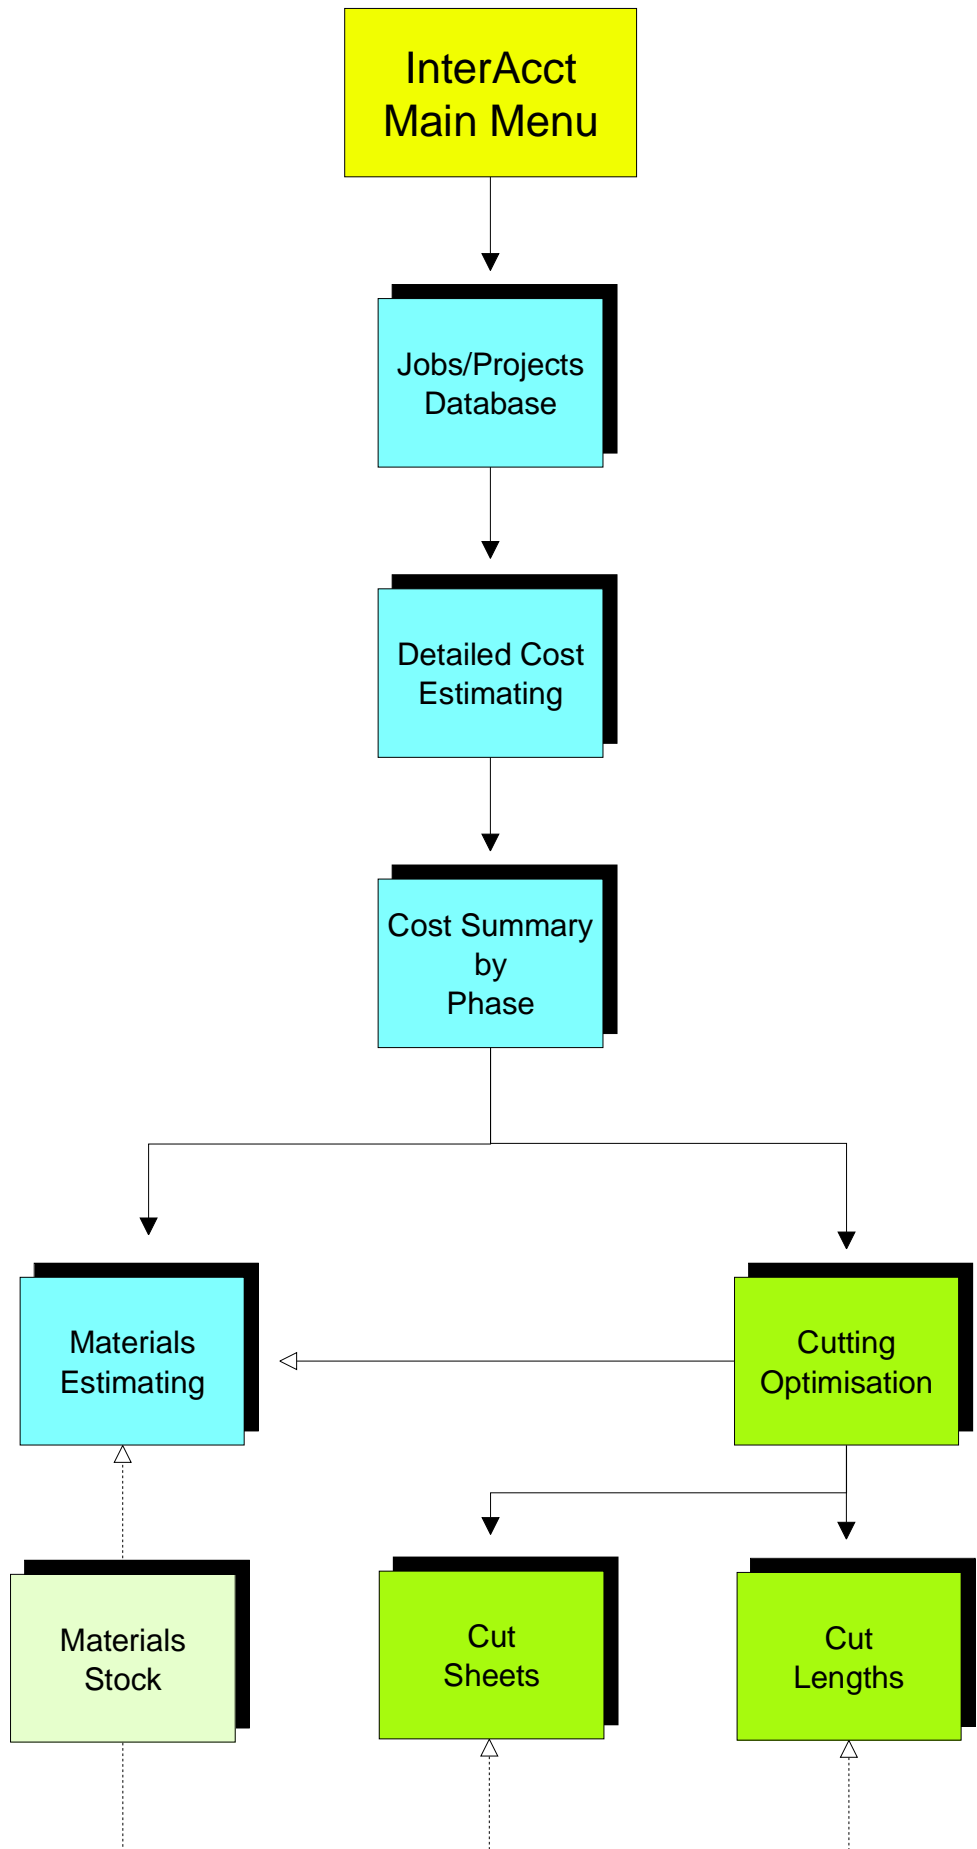 InterAcct
Main Menu
Jobs/Projects
Database
Detailed Cost
Estimating
Cost Summary
by
Phase
Materials
Estimating
Cutting
Optimisation
Materials
Stock
Cut
Sheets
Cut
Lengths